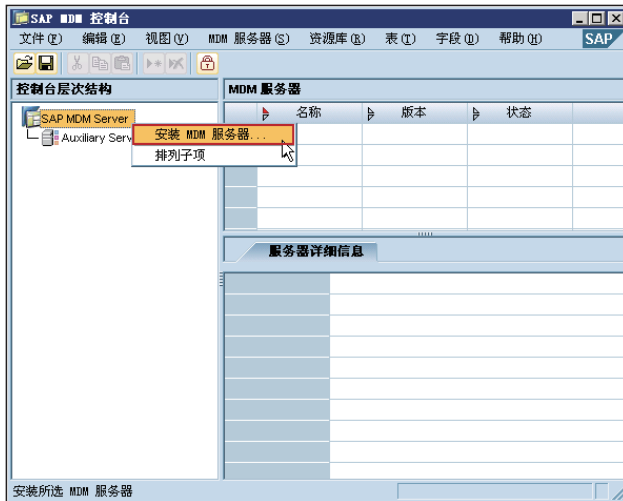 SAP MDM 控制台
文件(F) 编辑(E) 视图(V) MDM 服务器(S) 资源库(R) 表(T) 字段(D) 帮助(H) SAP
控制台层次结构
MDM 服务器
名称 版本 状态
SAP MDM Server
Auxiliary Serv
安装 MDM 服务器...
排列子项
服务器详细信息
安装所选 MDM 服务器